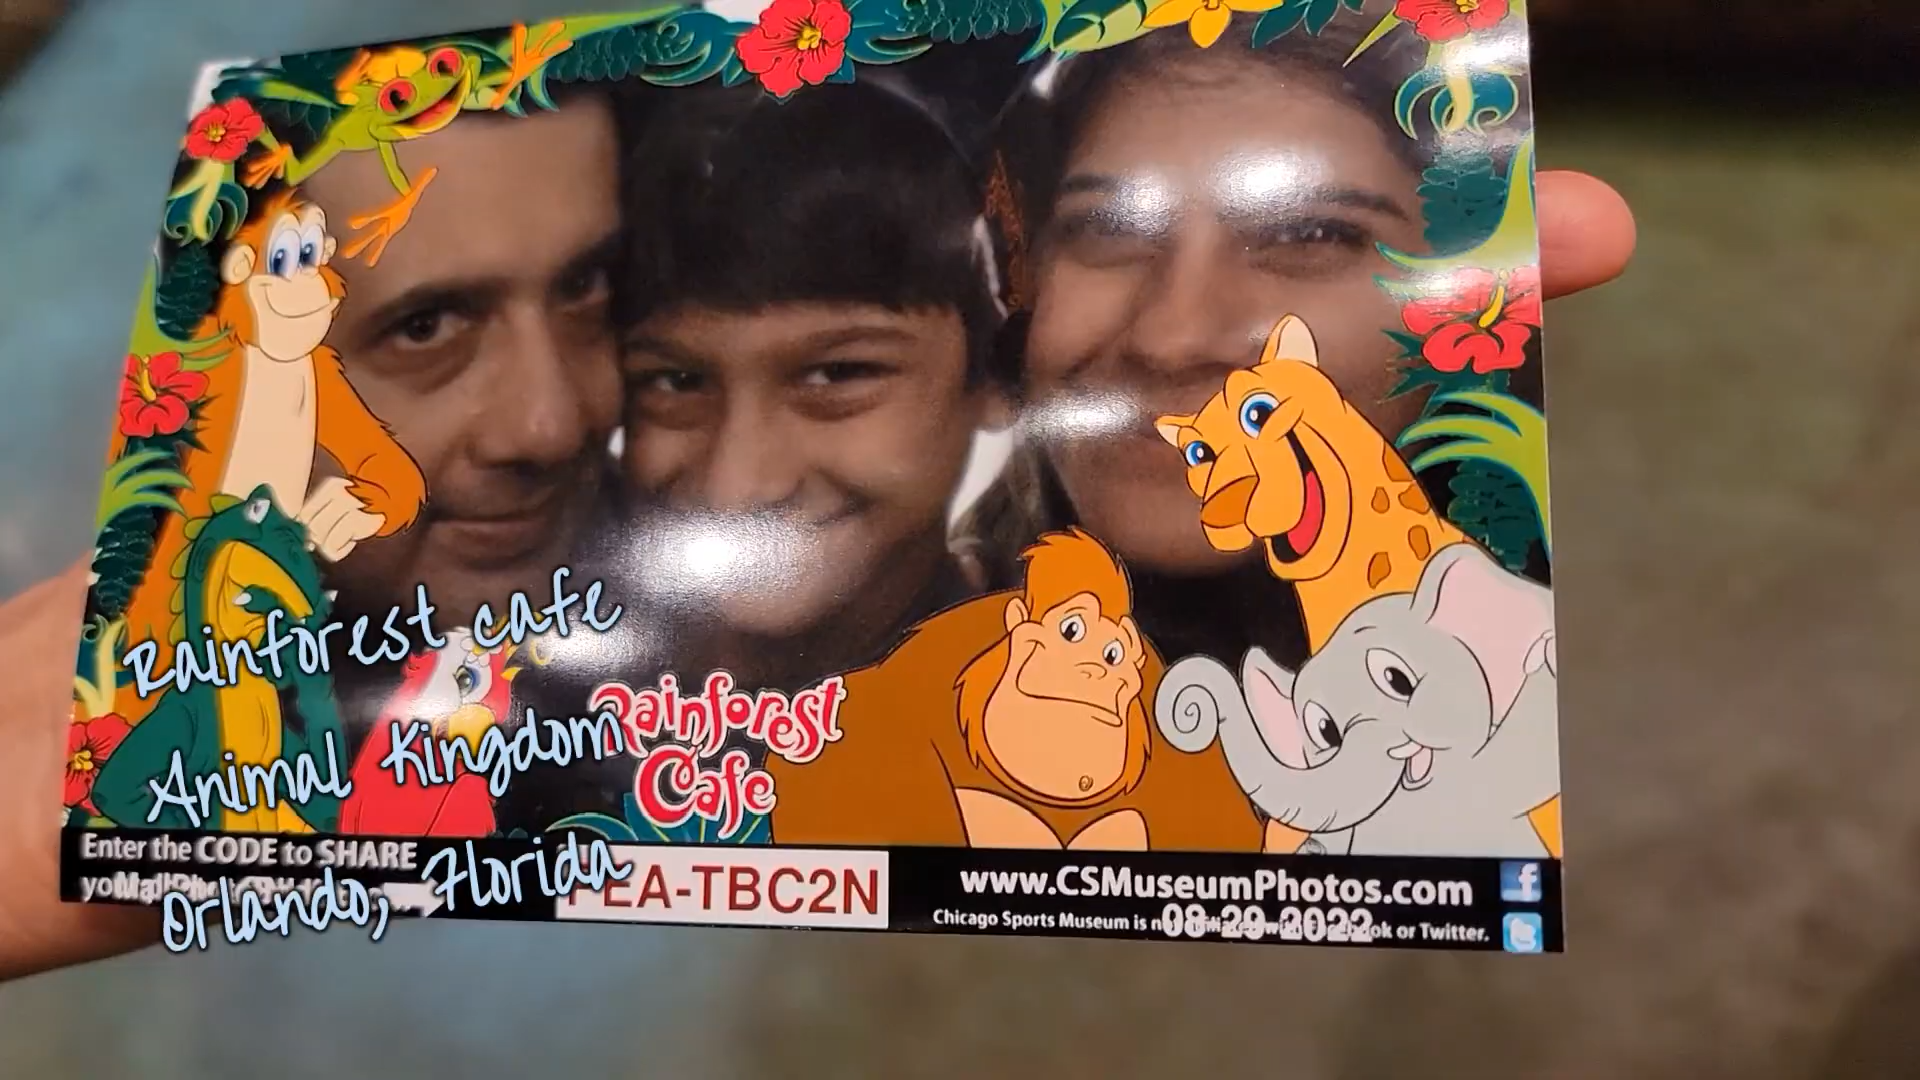 Rainforest cafe
Animal Kingdom
Orlando, Florida
Rainforest
Cafe
Enter the CODE to SHARE
EA-TBC2N
www.CSMuseumPhotos.com
Chicago Sports Museum is
08-29-2022
or Twitter.